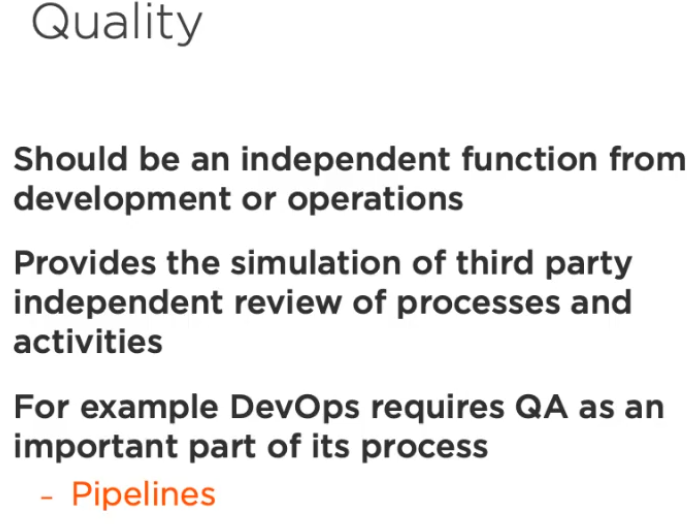 Quality
Should be an independent function from
development or operations
Provides the simulation of third party
independent review of processes and
activities
For example DevOps requires QA as an
important part of its process
– Pipelines